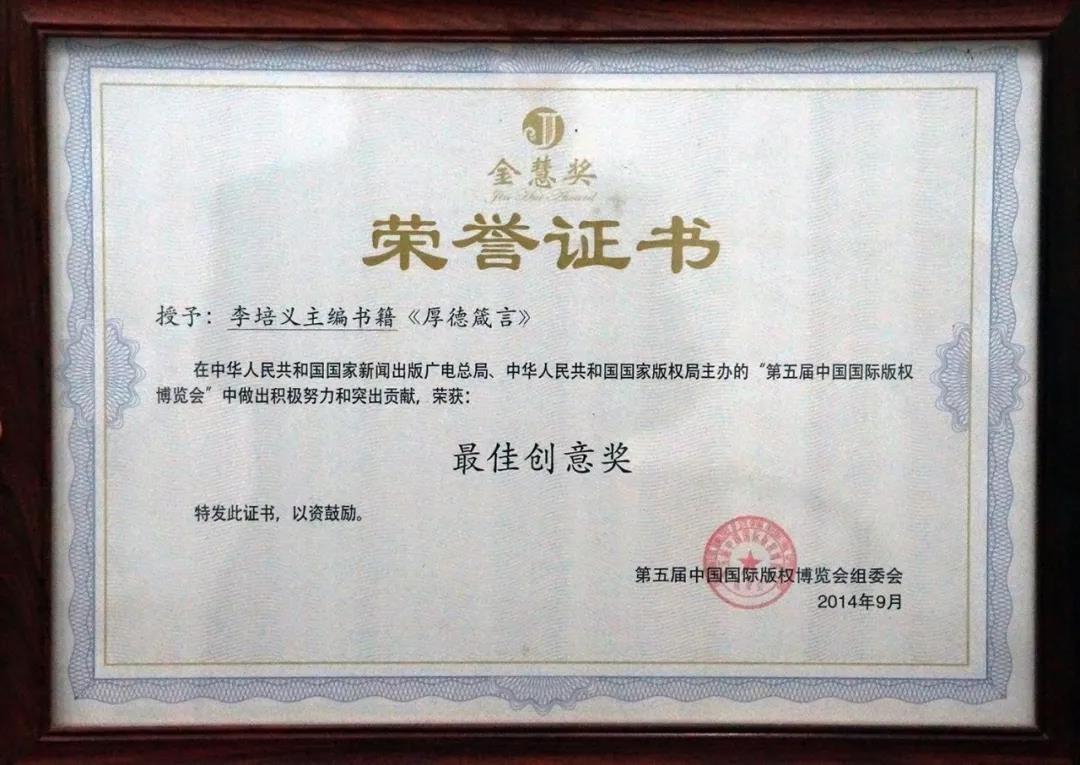 金慧奖
Jin Hui Award
荣誉证书
授予：李培义主编书籍《厚德箴言》
在中华人民共和国国家新闻出版广电总局、中华人民共和国国家版权局主办的“第五届中国国际版权
博览会”中做出积极努力和突出贡献，荣获：
最佳创意奖
特发此证书，以资鼓励。
第五届中国国际版权博览会组委会
2014年9月